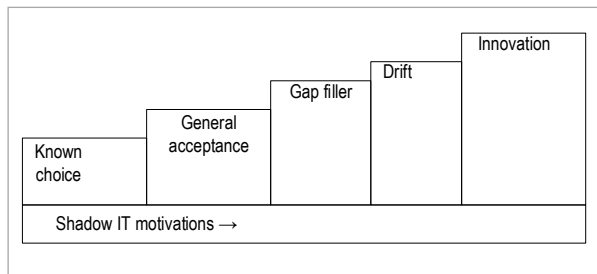 Known
choice
General
acceptance
Gap filler
Drift
Innovation
Shadow IT motivations →